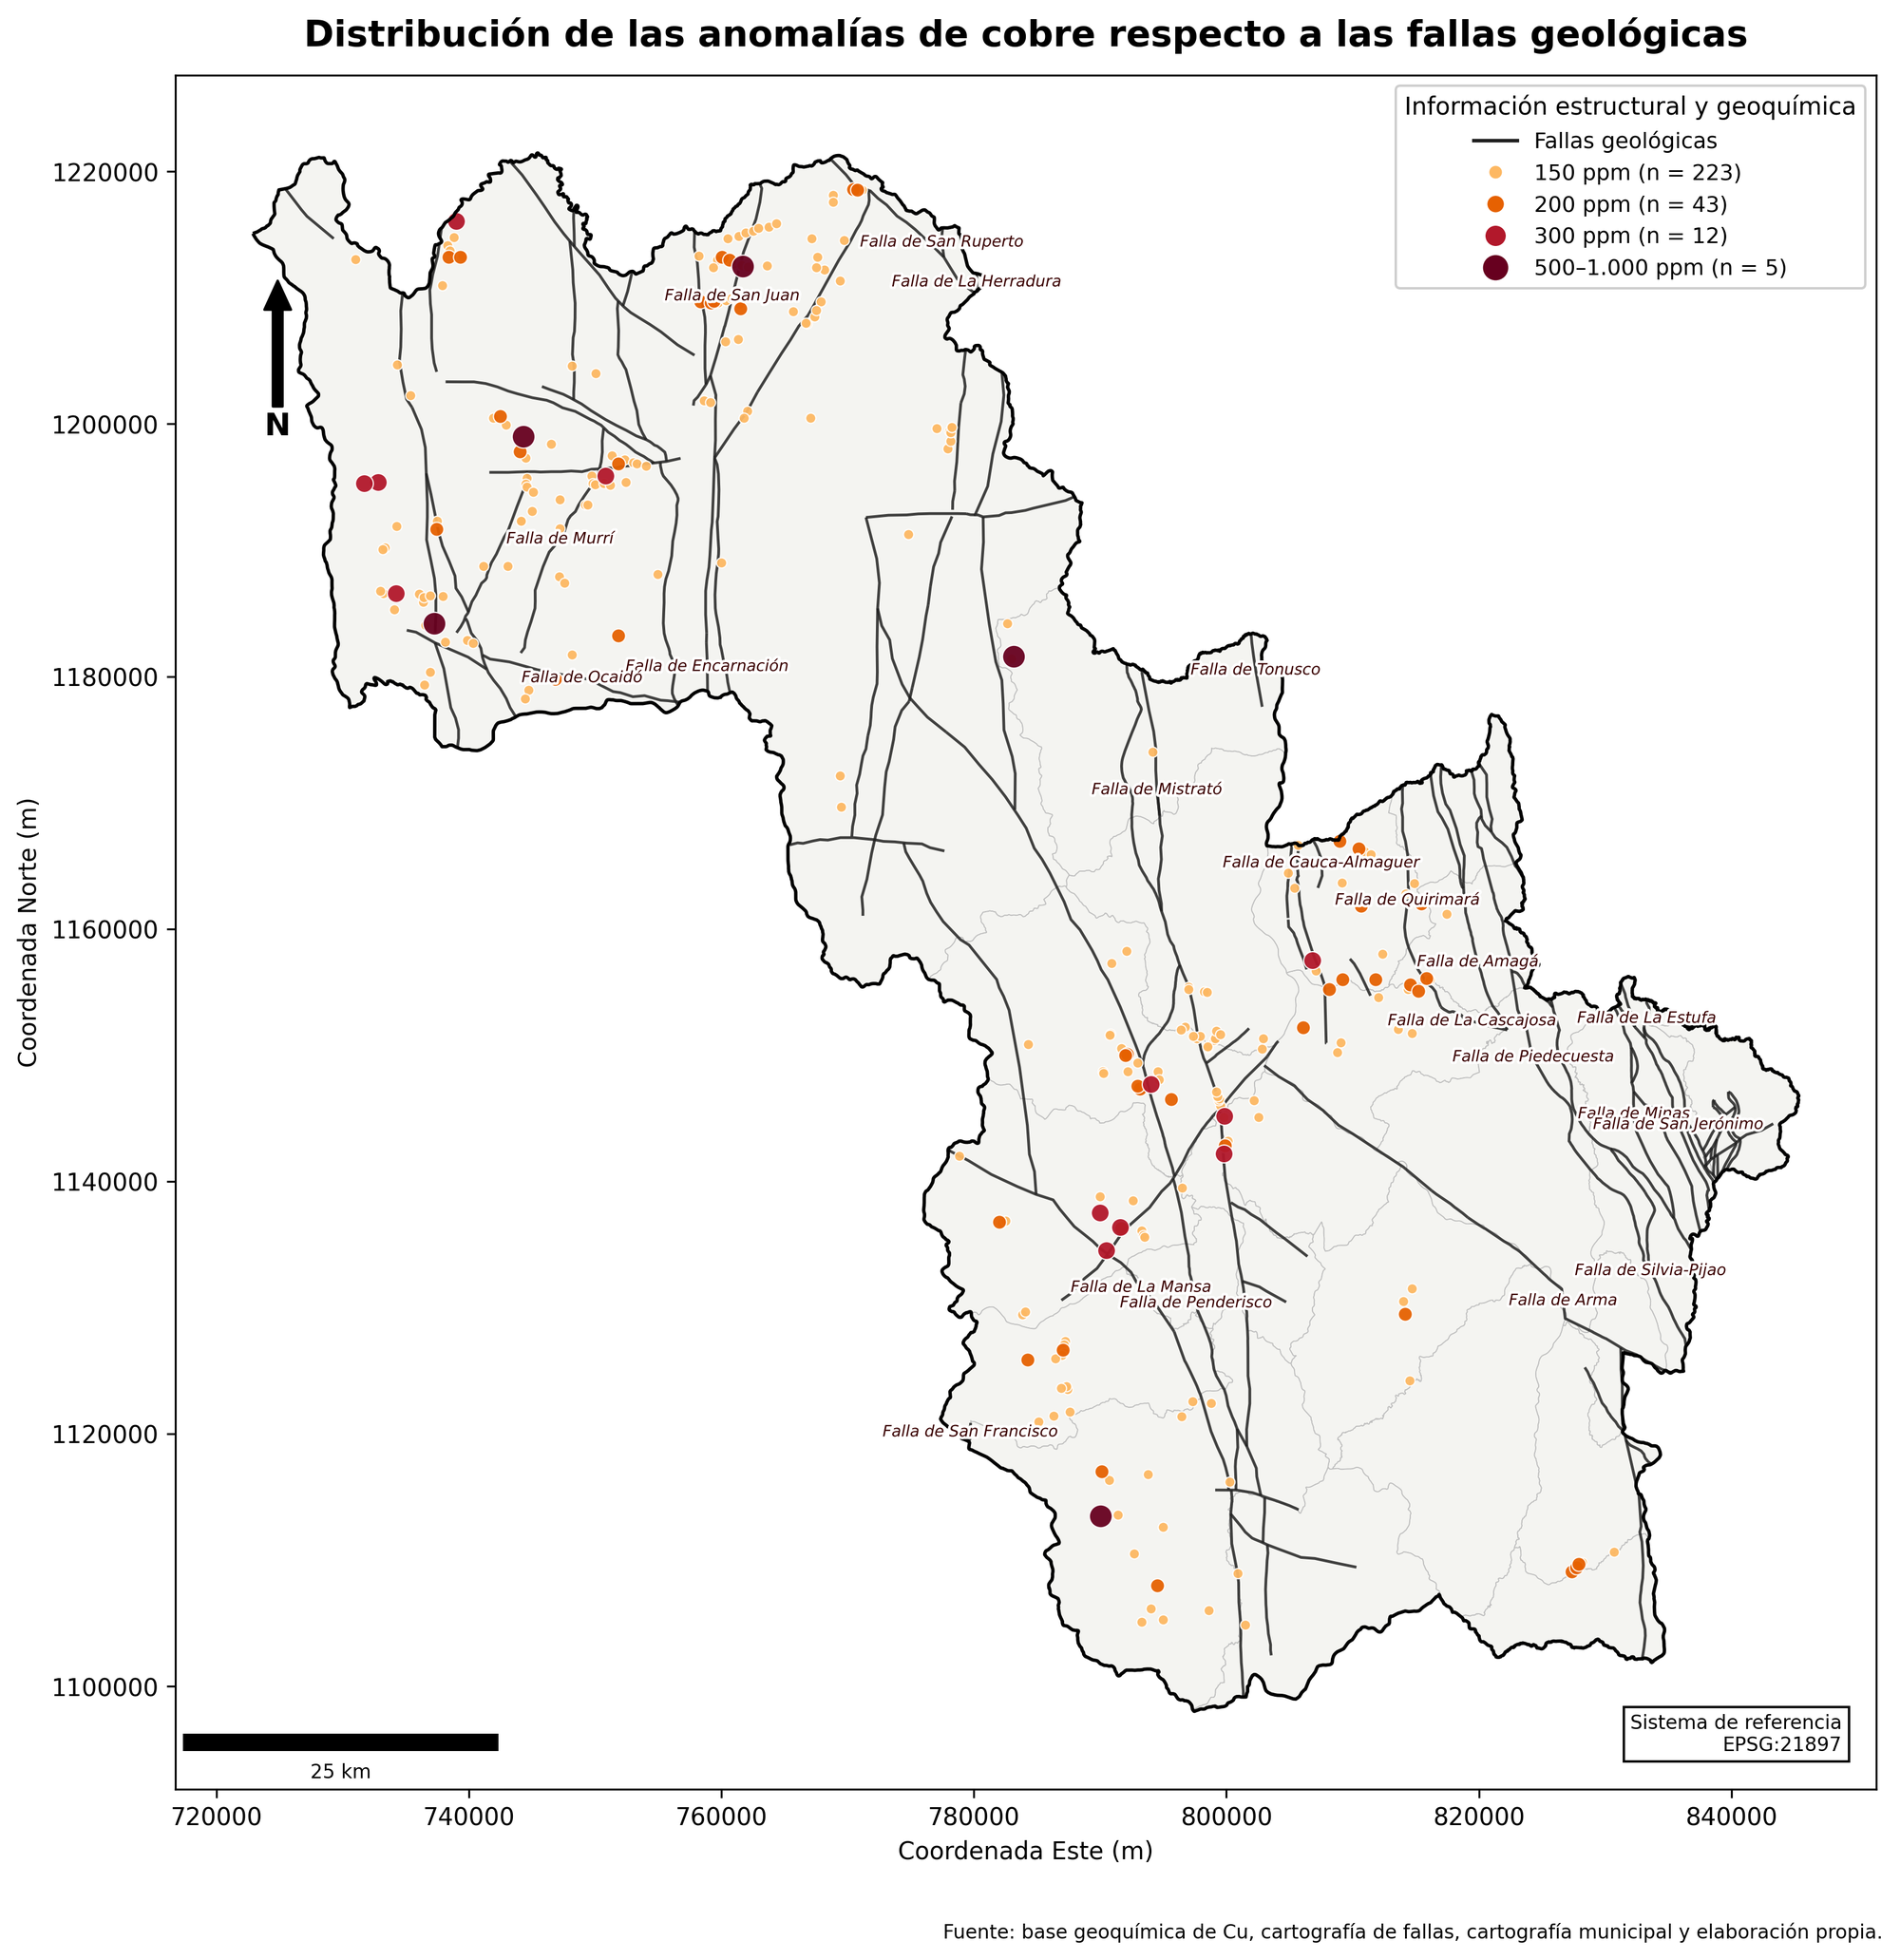 Distribución de las anomalías de cobre respecto a las fallas geológicas
Información estructural y geoquímica
Fallas geológicas
150 ppm (n = 223)
200 ppm (n = 43)
300 ppm (n = 12)
500–1.000 ppm (n = 5)
1220000
1200000
1180000
1160000
1140000
1120000
1100000
Coordenada Norte (m)
N
Falla de San Ruperto
Falla de La Herradura
Falla de San Juan
Falla de Murrí
Falla de Encarnación
Falla de Ocaidó
Falla de Tonusco
Falla de Mistrató
Falla de Cauca-Almaguer
Falla de Quirimará
Falla de Amagá
Falla de La Cascajosa
Falla de La Estufa
Falla de Piedecuesta
Falla de Minas
Falla de San Jerónimo
Falla de Silvia-Pijao
Falla de La Mansa
Falla de Penderisco
Falla de Arma
Falla de San Francisco
25 km
Sistema de referencia
EPSG:21897
720000
740000
760000
780000
800000
820000
840000
Coordenada Este (m)
Fuente: base geoquímica de Cu, cartografía de fallas, cartografía municipal y elaboración propia.